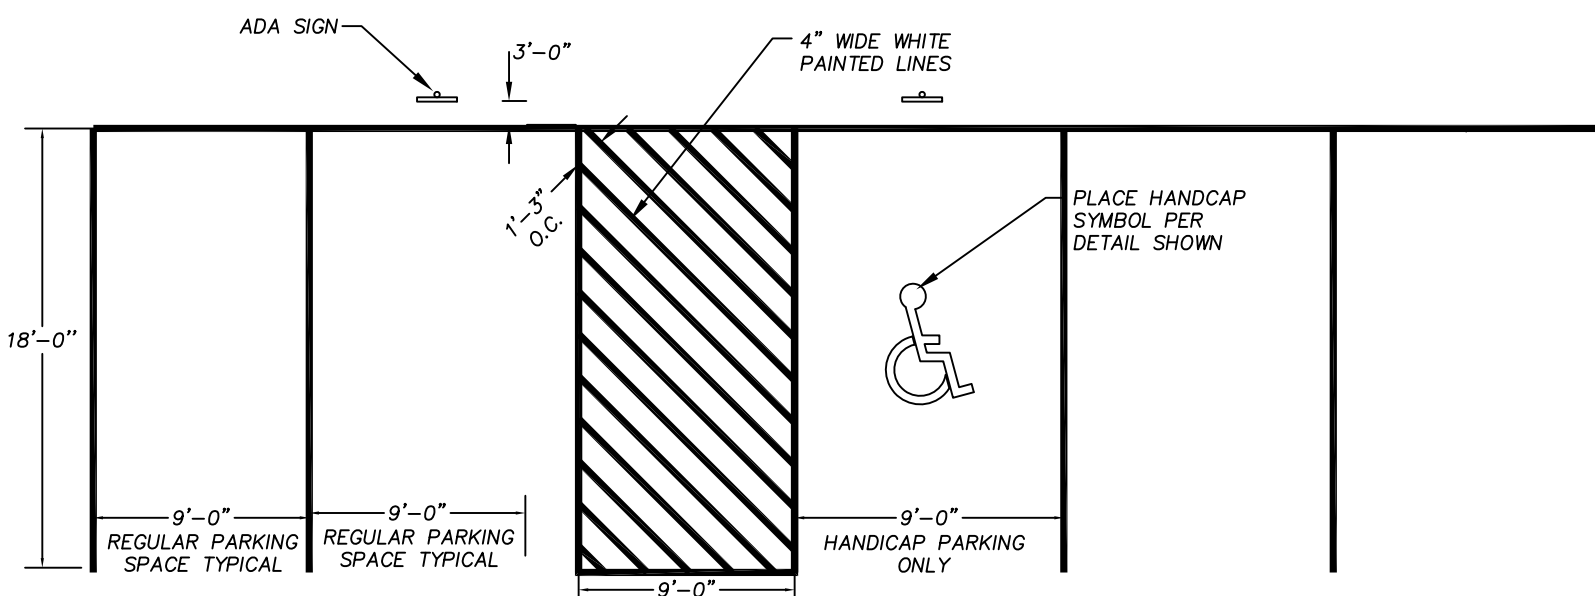 ADA SIGN
3'-0"
4" WIDE WHITE
PAINTED LINES
1'-3"
O.C.
PLACE HANDCAP
SYMBOL PER
DETAIL SHOWN
18'-0"
9'-0"
REGULAR PARKING
SPACE TYPICAL
9'-0"
REGULAR PARKING
SPACE TYPICAL
9'-0"
HANDICAP PARKING
ONLY
9'-0"